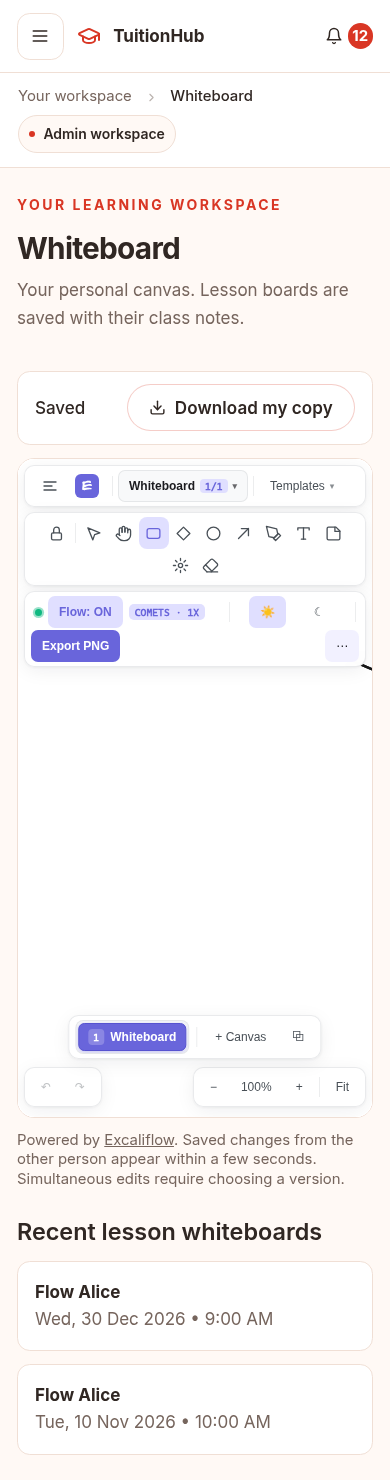 TuitionHub
12
Your workspace > Whiteboard
Admin workspace
YOUR LEARNING WORKSPACE
Whiteboard
Your personal canvas. Lesson boards are
saved with their class notes.
Saved
Download my copy
Whiteboard 1/1
Templates
Flow: ON
COMETS · 1X
Export PNG
...
1 Whiteboard
+ Canvas
− 100% +
Fit
Powered by Excaliflow. Saved changes from the
other person appear within a few seconds.
Simultaneous edits require choosing a version.
Recent lesson whiteboards
Flow Alice
Wed, 30 Dec 2026 • 9:00 AM
Flow Alice
Tue, 10 Nov 2026 • 10:00 AM